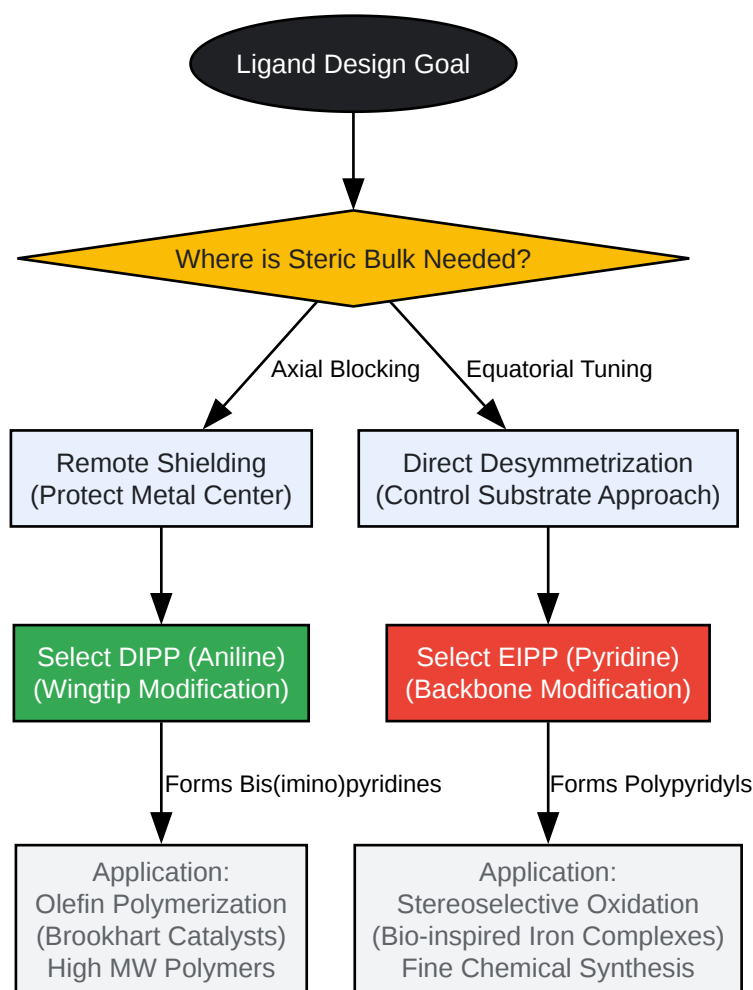 Ligand Design Goal
Where is Steric Bulk Needed?
Axial Blocking
Equatorial Tuning
Remote Shielding
(Protect Metal Center)
Direct Desymmetrization
(Control Substrate Approach)
Select DIPP (Aniline)
(Wingtip Modification)
Select EIPP (Pyridine)
(Backbone Modification)
Forms Bis(imino)pyridines
Forms Polypyridyls
Application:
Olefin Polymerization
(Brookhart Catalysts)
High MW Polymers
Application:
Stereoselective Oxidation
(Bio-inspired Iron Complexes)
Fine Chemical Synthesis